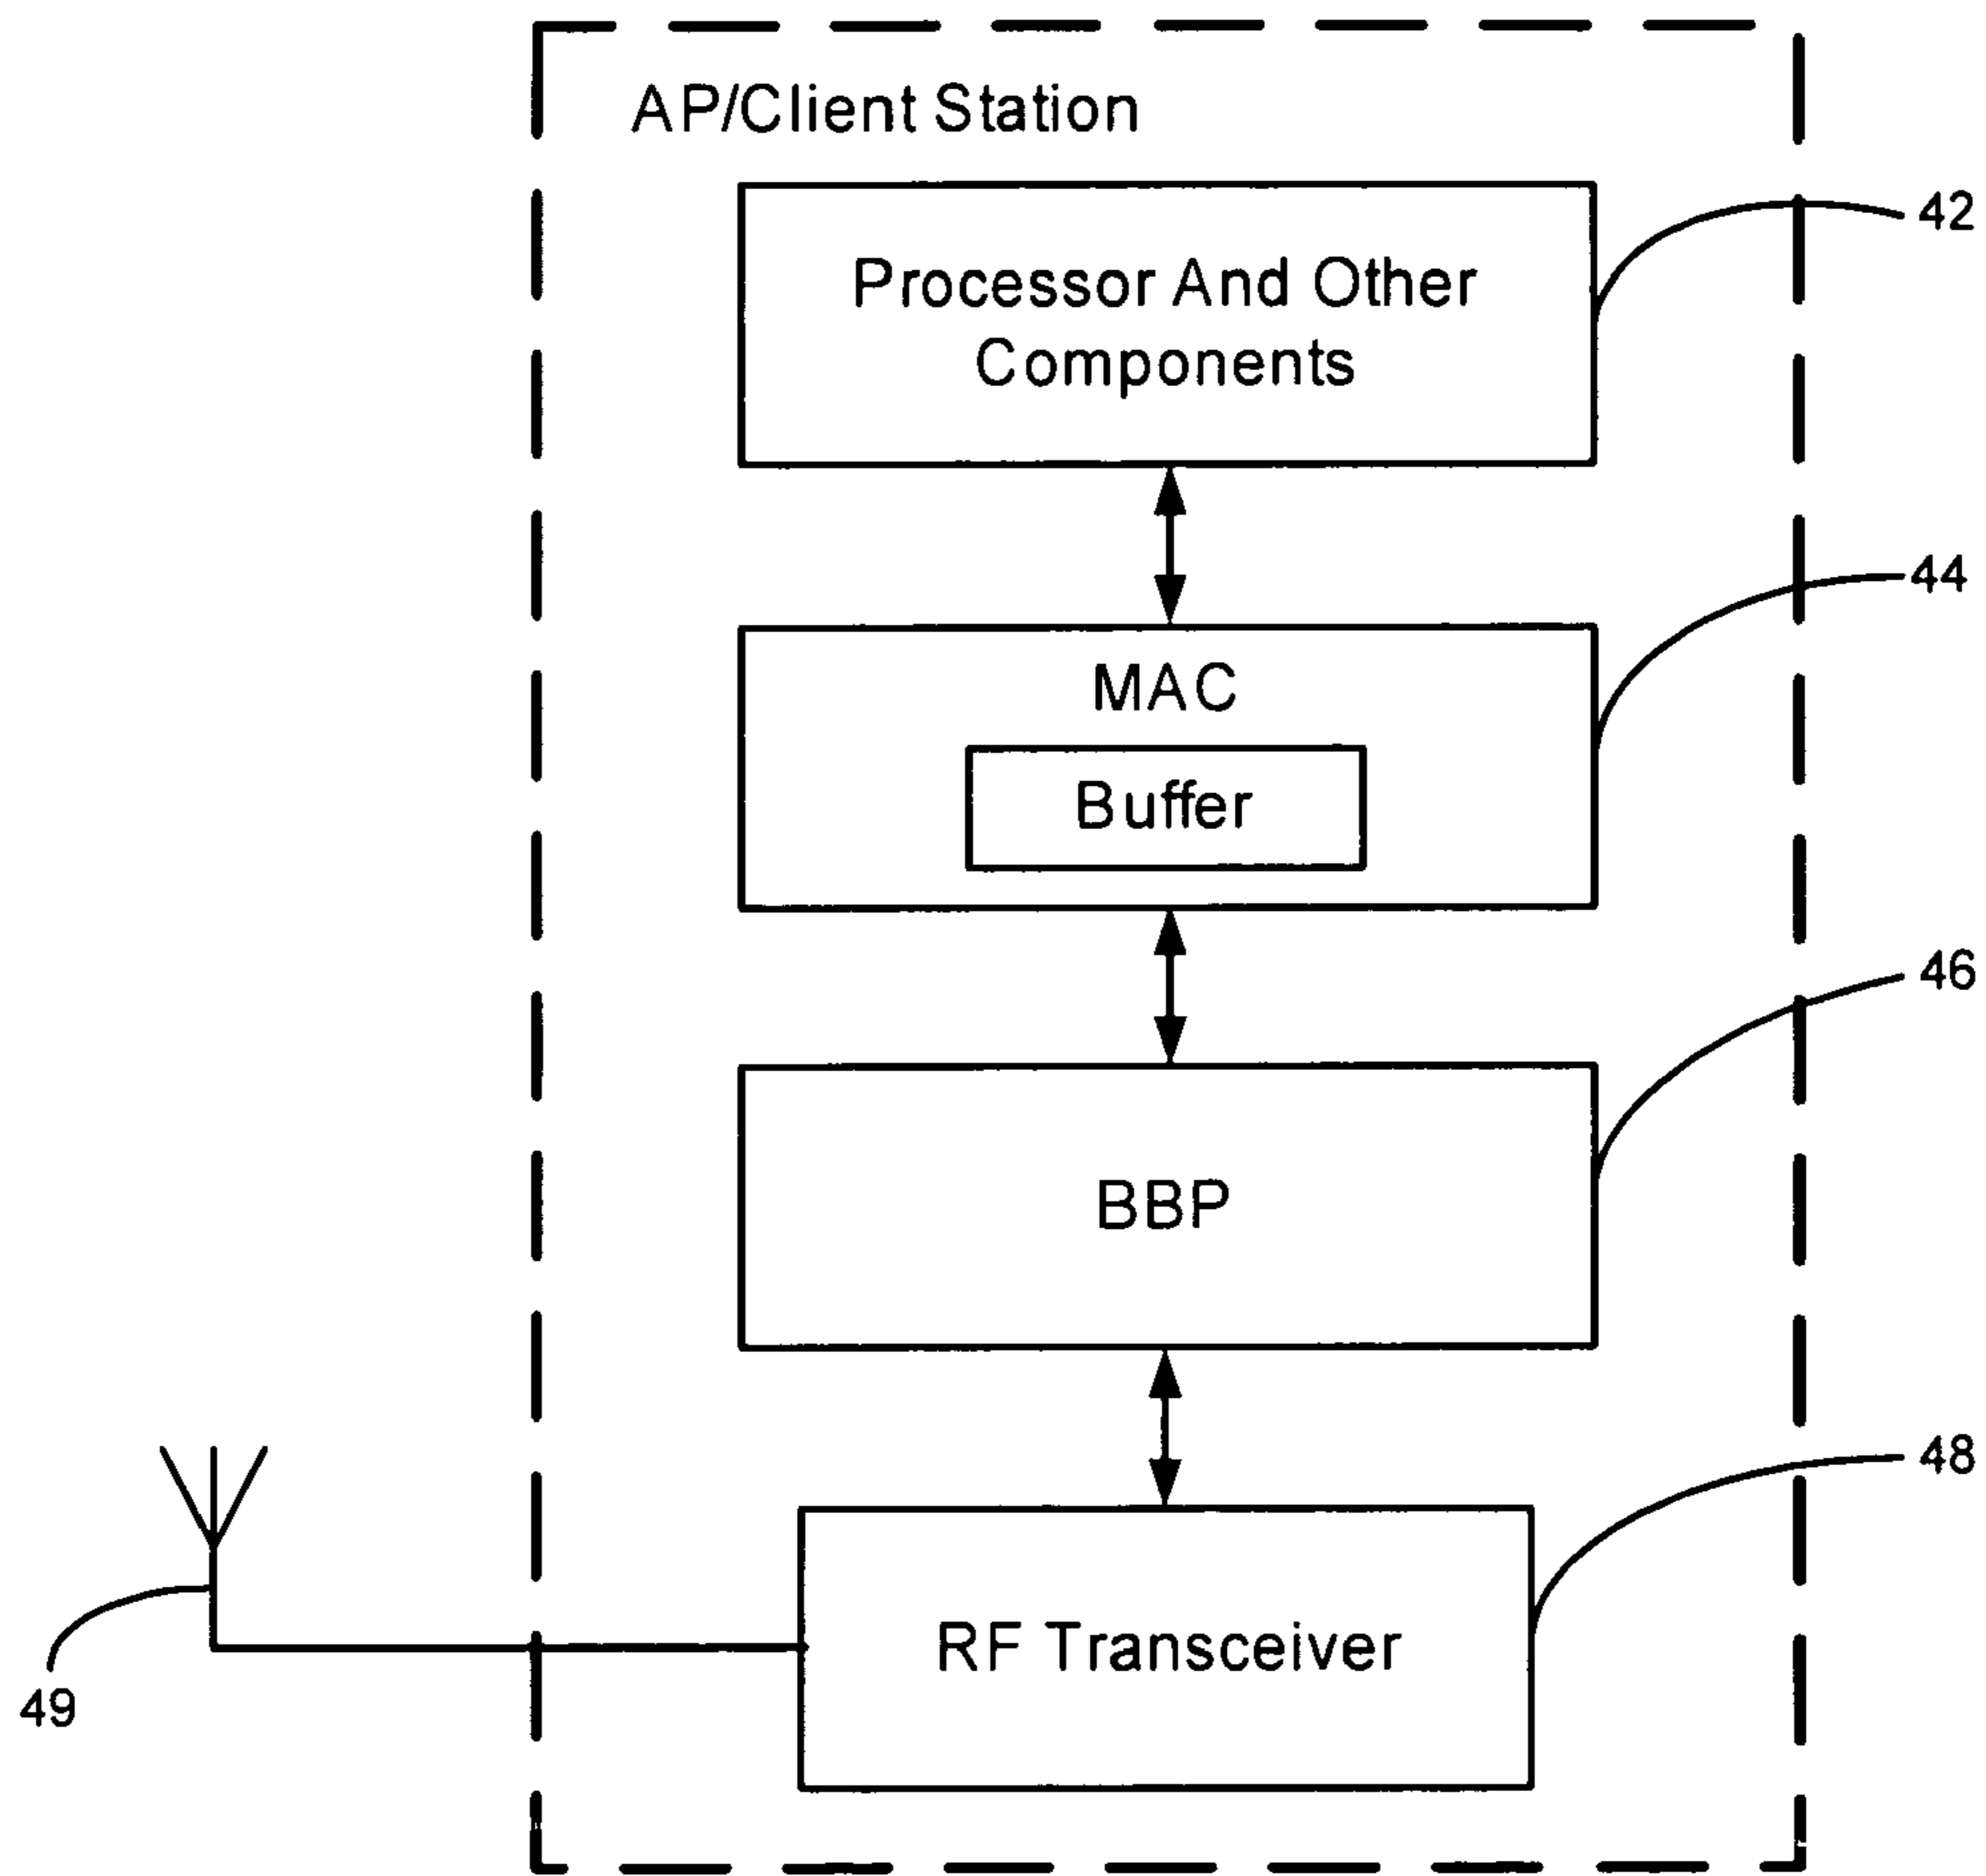 AP/Client Station
Processor And Other
Components
42
44
MAC
Buffer
46
BBP
48
RF Transceiver
49